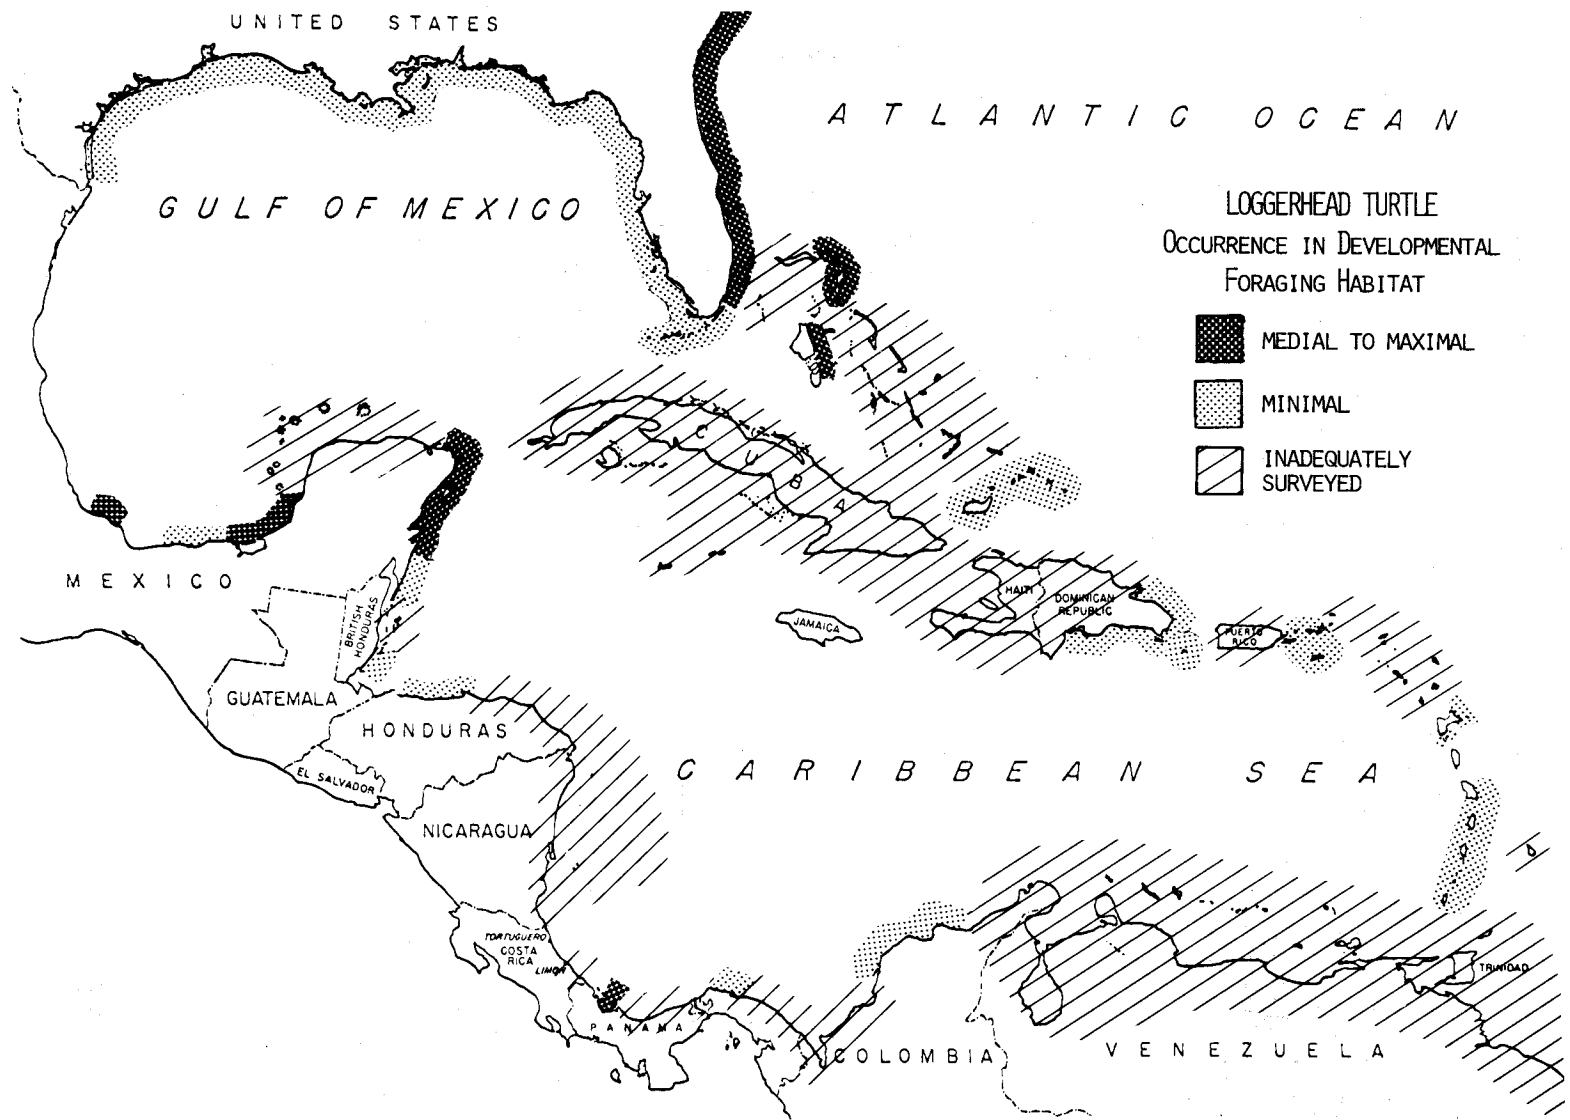 UNITED STATES
ATLANTIC OCEAN
GULF OF MEXICO
LOGGERHEAD TURTLE
OCCURRENCE IN DEVELOPMENTAL
FORAGING HABITAT
MEDIAL TO MAXIMAL
MINIMAL
INADEQUATELY
SURVEYED
CUBA
MEXICO
BRITISH
HONDURAS
HAITI
DOMINICAN
REPUBLIC
JAMAICA
PUERTO
RICO
GUATEMALA
HONDURAS
EL SALVADOR
CARIBBEAN SEA
NICARAGUA
TORTUGUERO
COSTA
RICA
LIMON
TRINIDAD
PANAMA
COLOMBIA
VENEZUELA